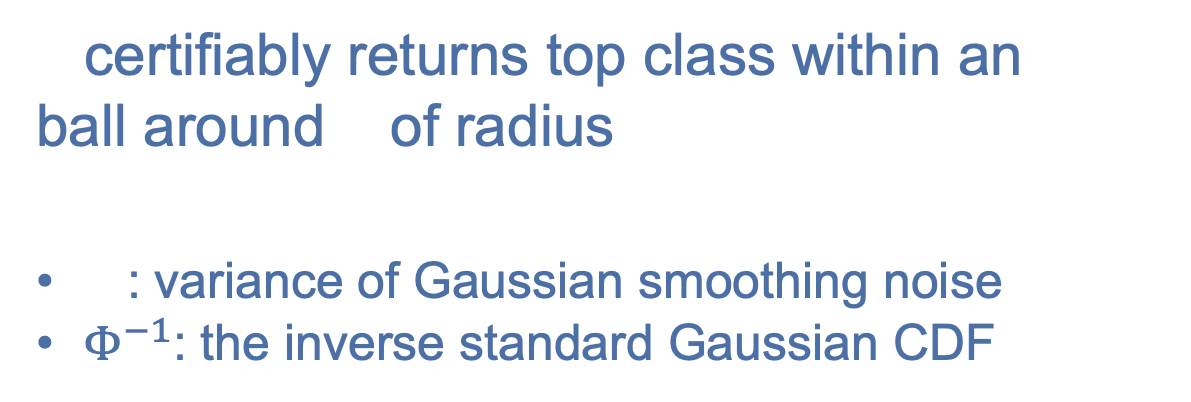 certifiably returns top class within an
ball around of radius
• : variance of Gaussian smoothing noise
• Φ⁻¹: the inverse standard Gaussian CDF